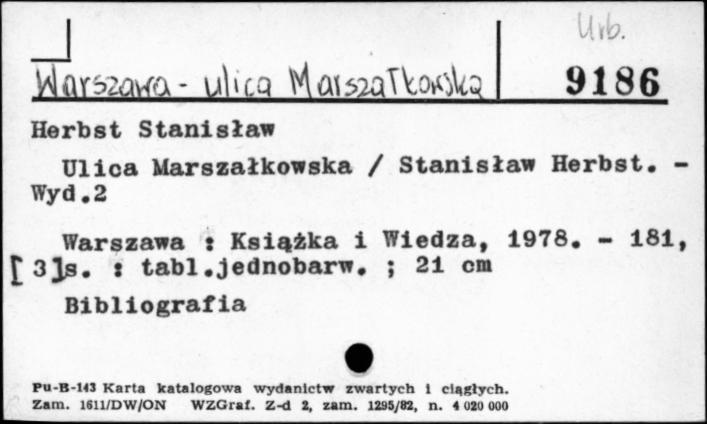 Urb.
Warszawa - ulica Marszałkowska 9186
Herbst Stanisław
Ulica Marszałkowska / Stanisław Herbst. -
Wyd.2
Warszawa : Książka i Wiedza, 1978. - 181,
[3]s. : tabl.jednobarw. ; 21 cm
Bibliografia
Pu-B-143 Karta katalogowa wydanictw zwartych i ciągłych.
Zam. 1611/DW/ON WZGraf. Z-d 2, zam. 1295/82, n. 4 020 000